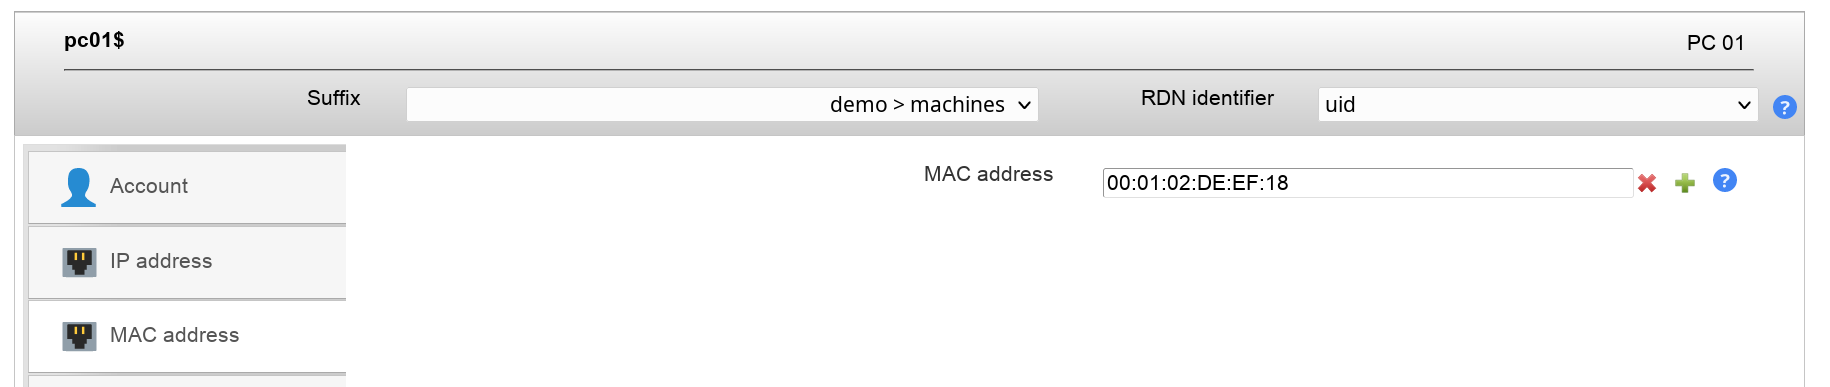 pc01$
PC 01
Suffix
demo > machines
RDN identifier
uid
?
Account
MAC address
00:01:02:DE:EF:18
?
IP address
MAC address